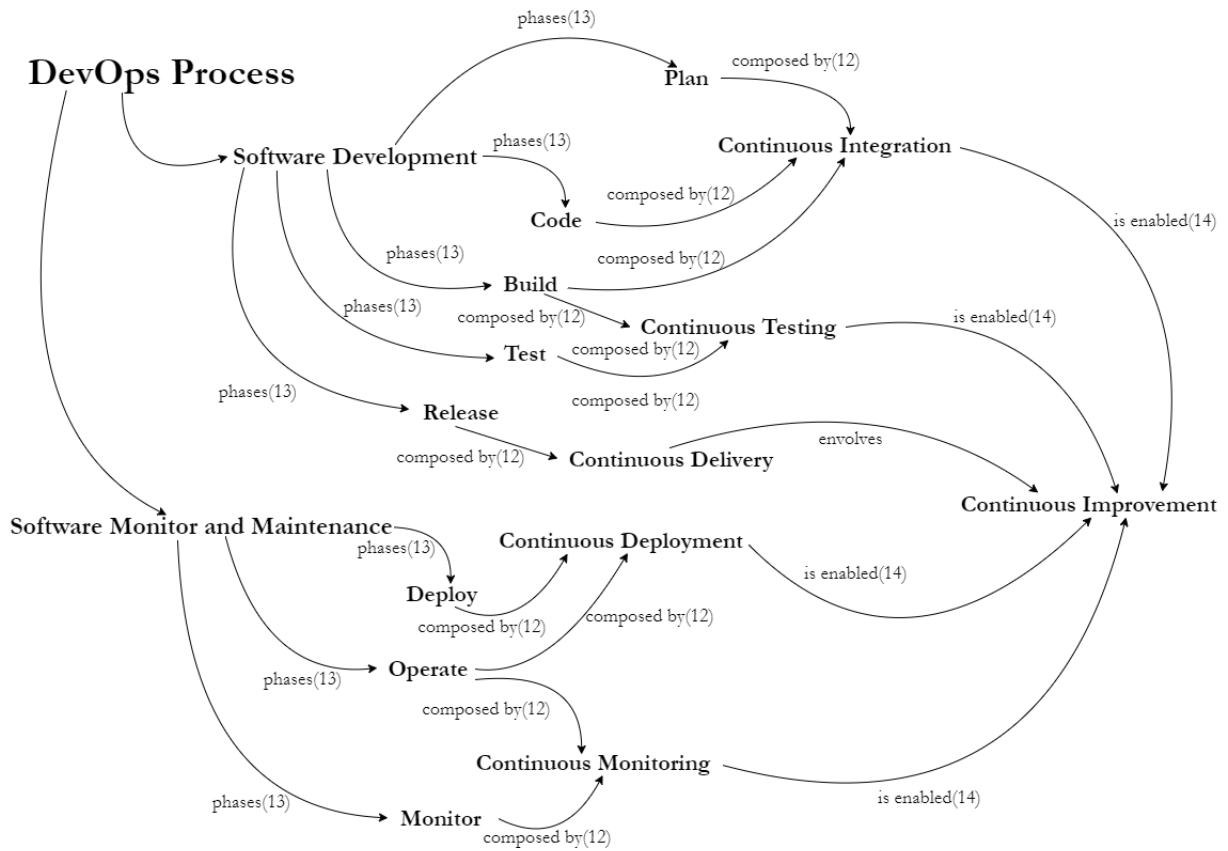 phases(13)
DevOps Process
Plan
composed by(12)
Software Development
phases(13)
Continuous Integration
composed by(12)
Code
is enabled(14)
phases(13)
composed by(12)
Build
phases(13)
composed by(12)
Continuous Testing
is enabled(14)
Test
composed by(12)
phases(13)
composed by(12)
Release
composed by(12)
Continuous Delivery
envolves
Continuous Improvement
Software Monitor and Maintenance
phases(13)
Continuous Deployment
is enabled(14)
Deploy
composed by(12)
composed by(12)
phases(13)
Operate
composed by(12)
Continuous Monitoring
phases(13)
is enabled(14)
Monitor
composed by(12)